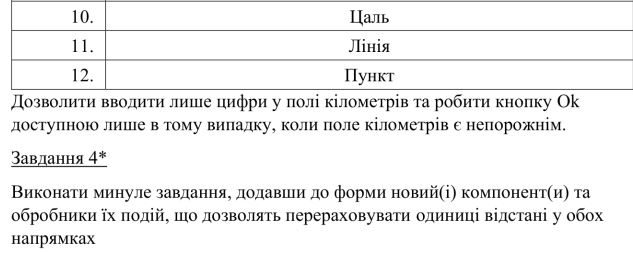 10. Цаль
11. Лінія
12. Пункт
Дозволити вводити лише цифри у полі кілометрів та робити кнопку Ok
доступною лише в тому випадку, коли поле кілометрів є непорожнім.
Завдання 4*
Виконати минуле завдання, додавши до форми новий(і) компонент(и) та
обробники їх подій, що дозволять перераховувати одиниці відстані у обох
напрямках